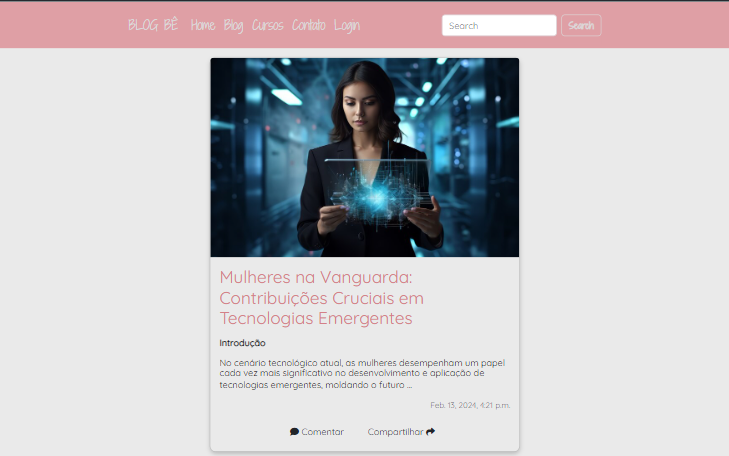 BLOG BÊ Home Blog Cursos Contato Login Search Search
Mulheres na Vanguarda:
Contribuições Cruciais em
Tecnologias Emergentes
Introdução
No cenário tecnológico atual, as mulheres desempenham um papel
cada vez mais significativo no desenvolvimento e aplicação de
tecnologias emergentes, moldando o futuro ...
Feb. 13, 2024, 4:21 p.m.
Comentar Compartilhar